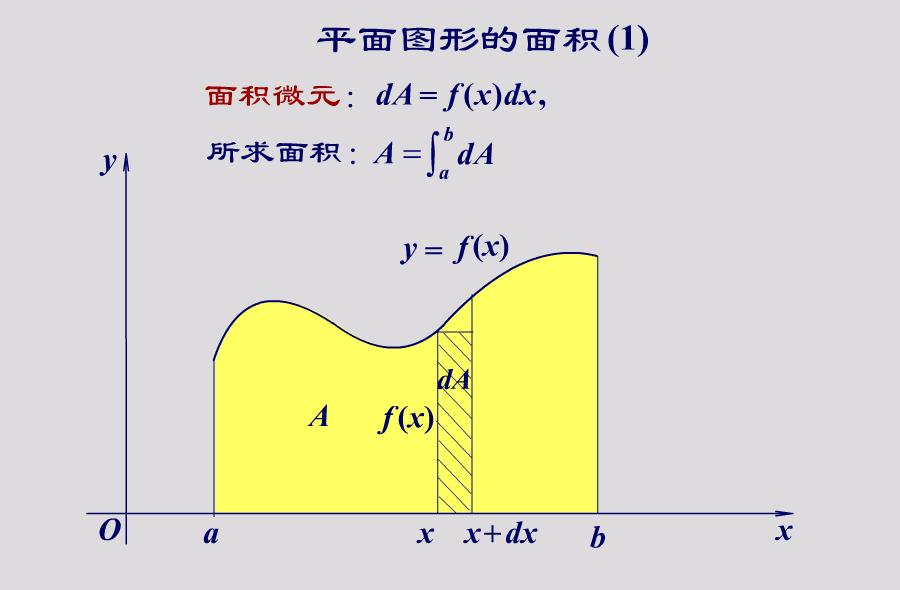 平面图形的面积(1)
面积微元： dA = f(x)dx,
所求面积： A = ∫_a^b dA
y
y = f(x)
dA
A f(x)
O a x x+dx b x